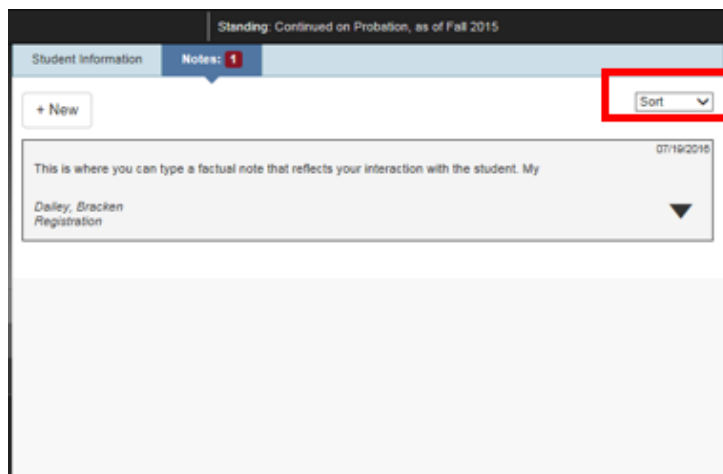 Standing: Continued on Probation, as of Fall 2015
Student Information
Notes: 1
+ New
Sort
07/19/2016
This is where you can type a factual note that reflects your interaction with the student. My
Dailey, Bracken
Registration